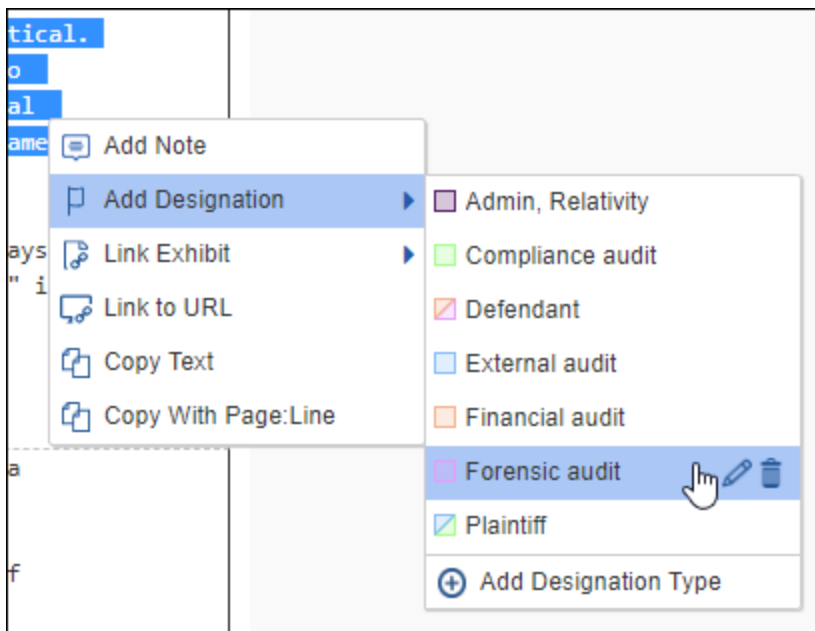 tical.
o
al
ame
Add Note
Add Designation
Link Exhibit
Link to URL
Copy Text
Copy With Page:Line
ays
" i
a
f
Admin, Relativity
Compliance audit
Defendant
External audit
Financial audit
Forensic audit
Plaintiff
Add Designation Type